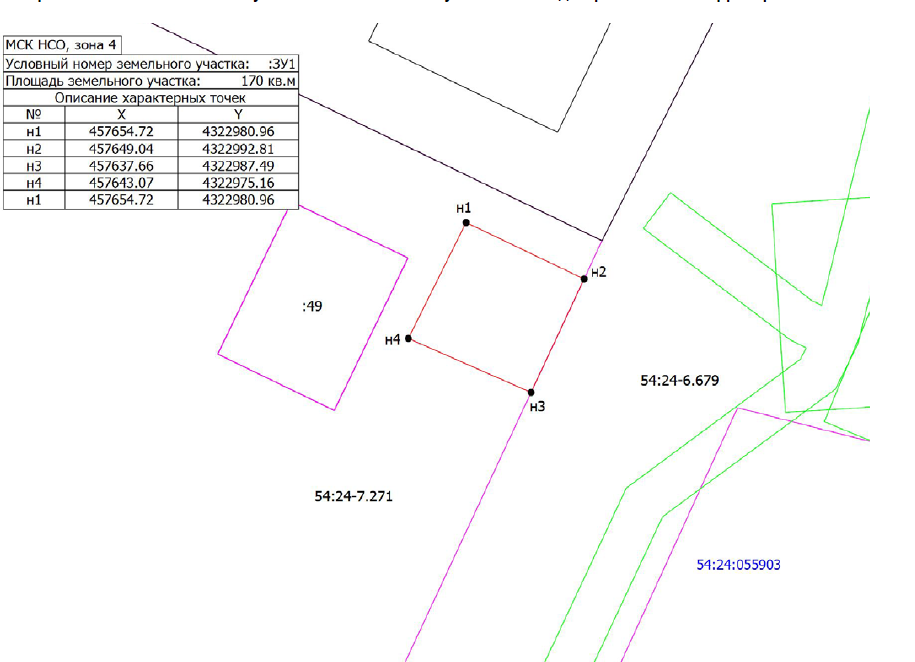 МСК НСО, зона 4
Условный номер земельного участка: :ЗУ1
Площадь земельного участка: 170 кв.м
Описание характерных точек
№ X Y
н1 457654.72 4322980.96
н2 457649.04 4322992.81
н3 457637.66 4322987.49
н4 457643.07 4322975.16
н1 457654.72 4322980.96
н1
н2
:49
н4
54:24-6.679
н3
54:24-7.271
54:24:055903